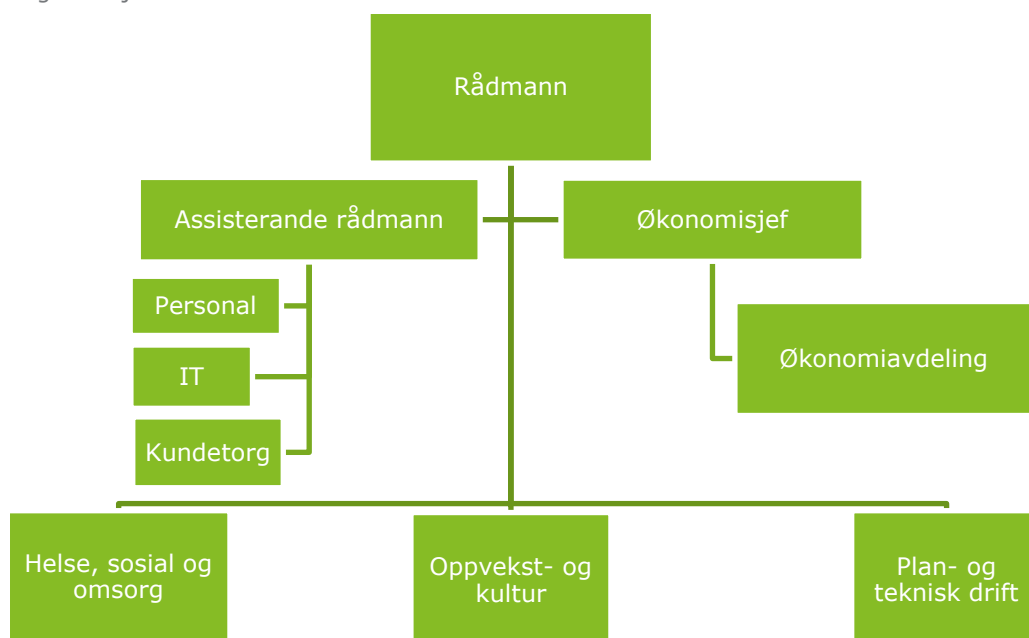 Rådmann
Assisterande rådmann
Økonomisjef
Personal
IT
Kundetorg
Økonomiavdeling
Helse, sosial og
omsorg
Oppvekst- og
kultur
Plan- og
teknisk drift